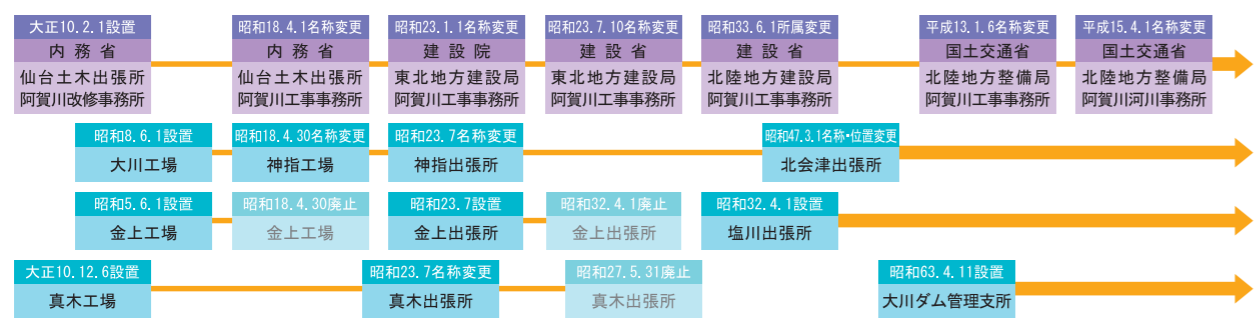 大正10.2.1設置
内務省
仙台土木出張所
阿賀川改修事務所
昭和18.4.1名称変更
内務省
仙台土木出張所
阿賀川工事事務所
昭和23.1.1名称変更
建設院
東北地方建設局
阿賀川工事事務所
昭和23.7.10名称変更
建設省
東北地方建設局
阿賀川工事事務所
昭和33.6.1所属変更
建設省
北陸地方建設局
阿賀川工事事務所
平成13.1.6名称変更
国土交通省
北陸地方整備局
阿賀川工事事務所
平成15.4.1名称変更
国土交通省
北陸地方整備局
阿賀川河川事務所
昭和8.6.1設置
大川工場
昭和18.4.30名称変更
神指工場
昭和23.7名称変更
神指出張所
昭和47.3.1名称・位置変更
北会津出張所
昭和5.6.1設置
金上工場
昭和18.4.30廃止
金上工場
昭和23.7設置
金上出張所
昭和32.4.1廃止
金上出張所
昭和32.4.1設置
塩川出張所
大正10.12.6設置
真木工場
昭和23.7名称変更
真木出張所
昭和27.5.31廃止
真木出張所
昭和63.4.11設置
大川ダム管理支所